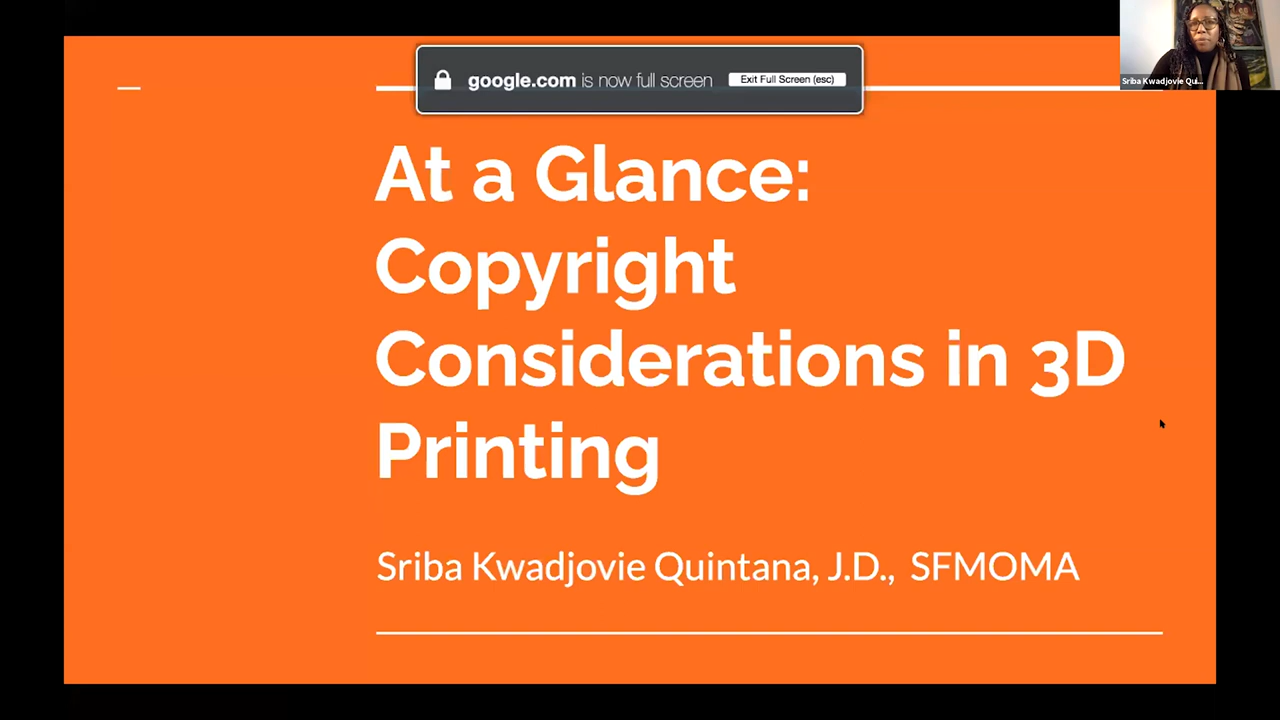 google.com is now full screen Exit Full Screen (esc)
Sriba Kwadjovie Qui...
At a Glance:
Copyright
Considerations in 3D
Printing
Sriba Kwadjovie Quintana, J.D., SFMOMA